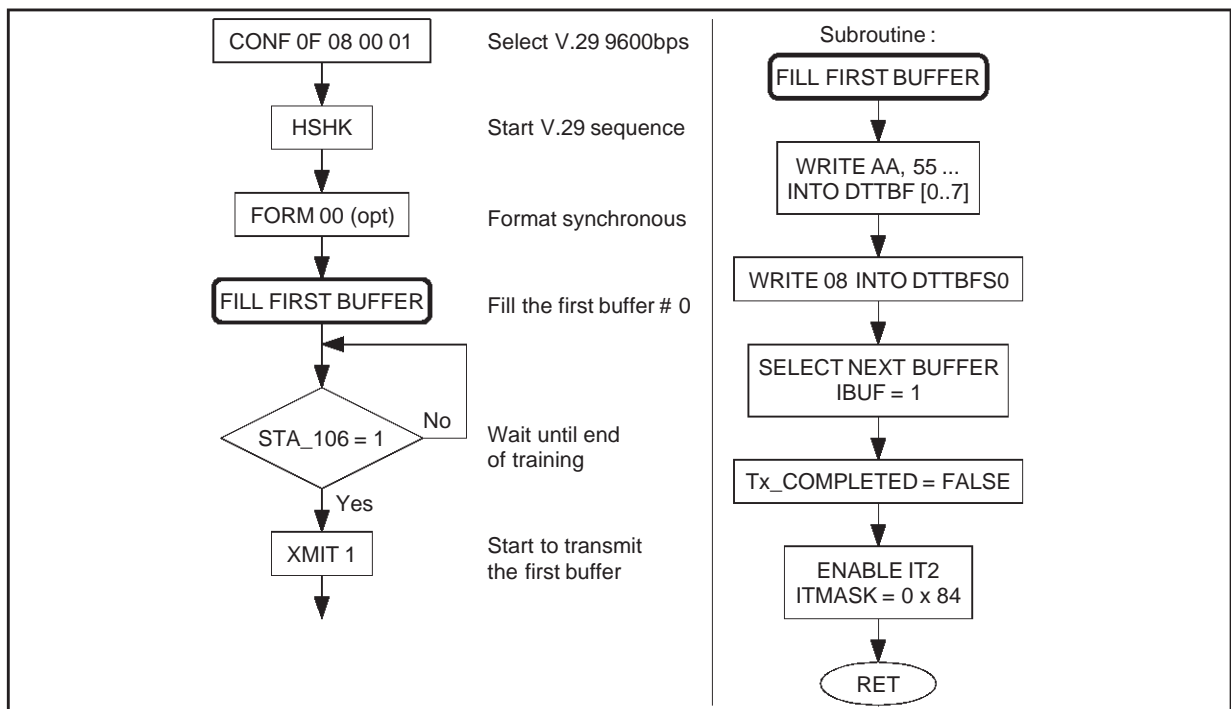 CONF 0F 08 00 01
Select V.29 9600bps
HSHK
Start V.29 sequence
FORM 00 (opt)
Format synchronous
FILL FIRST BUFFER
Fill the first buffer # 0
STA_106 = 1
No
Wait until end
of training
Yes
XMIT 1
Start to transmit
the first buffer
Subroutine :
FILL FIRST BUFFER
WRITE AA, 55 ...
INTO DTTBF [0..7]
WRITE 08 INTO DTTBFS0
SELECT NEXT BUFFER
IBUF = 1
Tx_COMPLETED = FALSE
ENABLE IT2
ITMASK = 0 x 84
RET